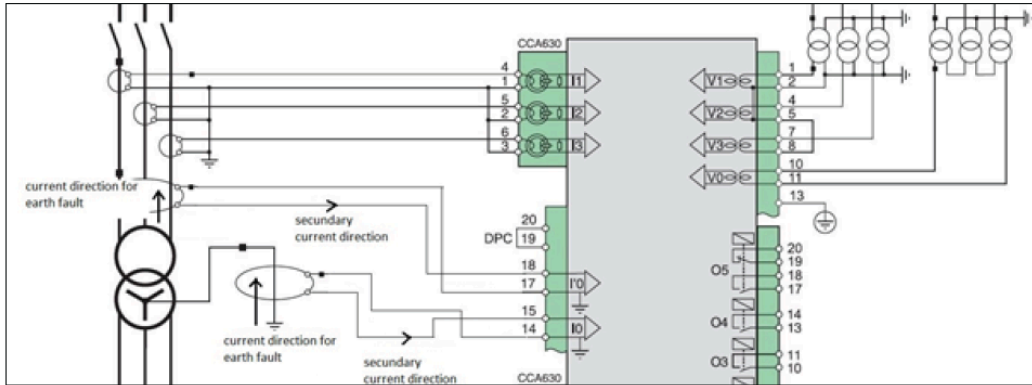 CCA630
4
1
I1
5
2
I2
6
3
I3
V1
1
2
V2
4
5
V3
7
8
V0
10
11
13
current direction for
earth fault
secundary
current direction
20
DPC
19
18
17
I'0
15
14
I0
current direction for
earth fault
secundary
current direction
CCA630
O5
20
19
18
17
O4
14
13
O3
11
10